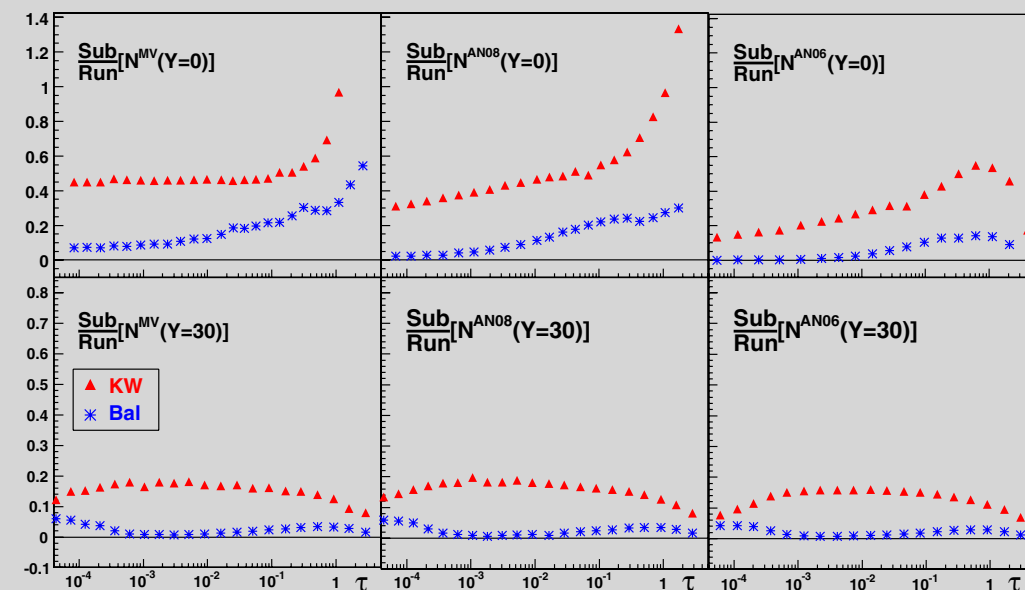 1.4
1.2
1
0.8
0.6
0.4
0.2
0
Sub
Run[N^MV(Y=0)]
Sub
Run[N^AN08(Y=0)]
Sub
Run[N^AN06(Y=0)]
0.8
0.7
0.6
0.5
0.4
0.3
0.2
0.1
0
-0.1
Sub
Run[N^MV(Y=30)]
KW
Bal
Sub
Run[N^AN08(Y=30)]
Sub
Run[N^AN06(Y=30)]
10^-4 10^-3 10^-2 10^-1 1 τ
10^-4 10^-3 10^-2 10^-1 1 τ
10^-4 10^-3 10^-2 10^-1 1 τ